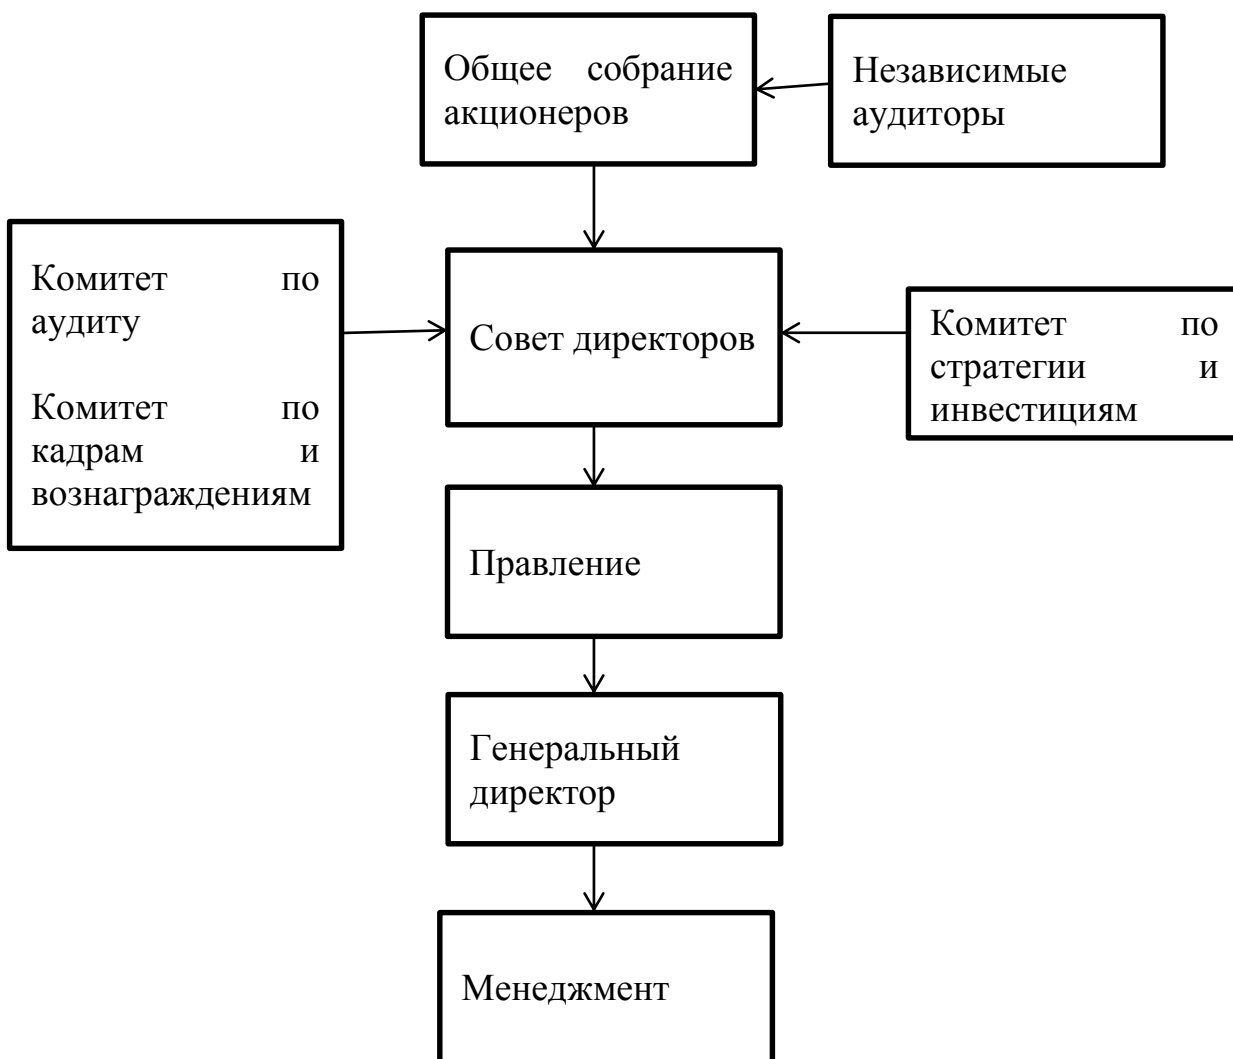 Общее собрание
акционеров
Независимые
аудиторы
Комитет по
аудиту
Комитет по
кадрам и
вознаграждениям
Совет директоров
Комитет по
стратегии и
инвестициям
Правление
Генеральный
директор
Менеджмент